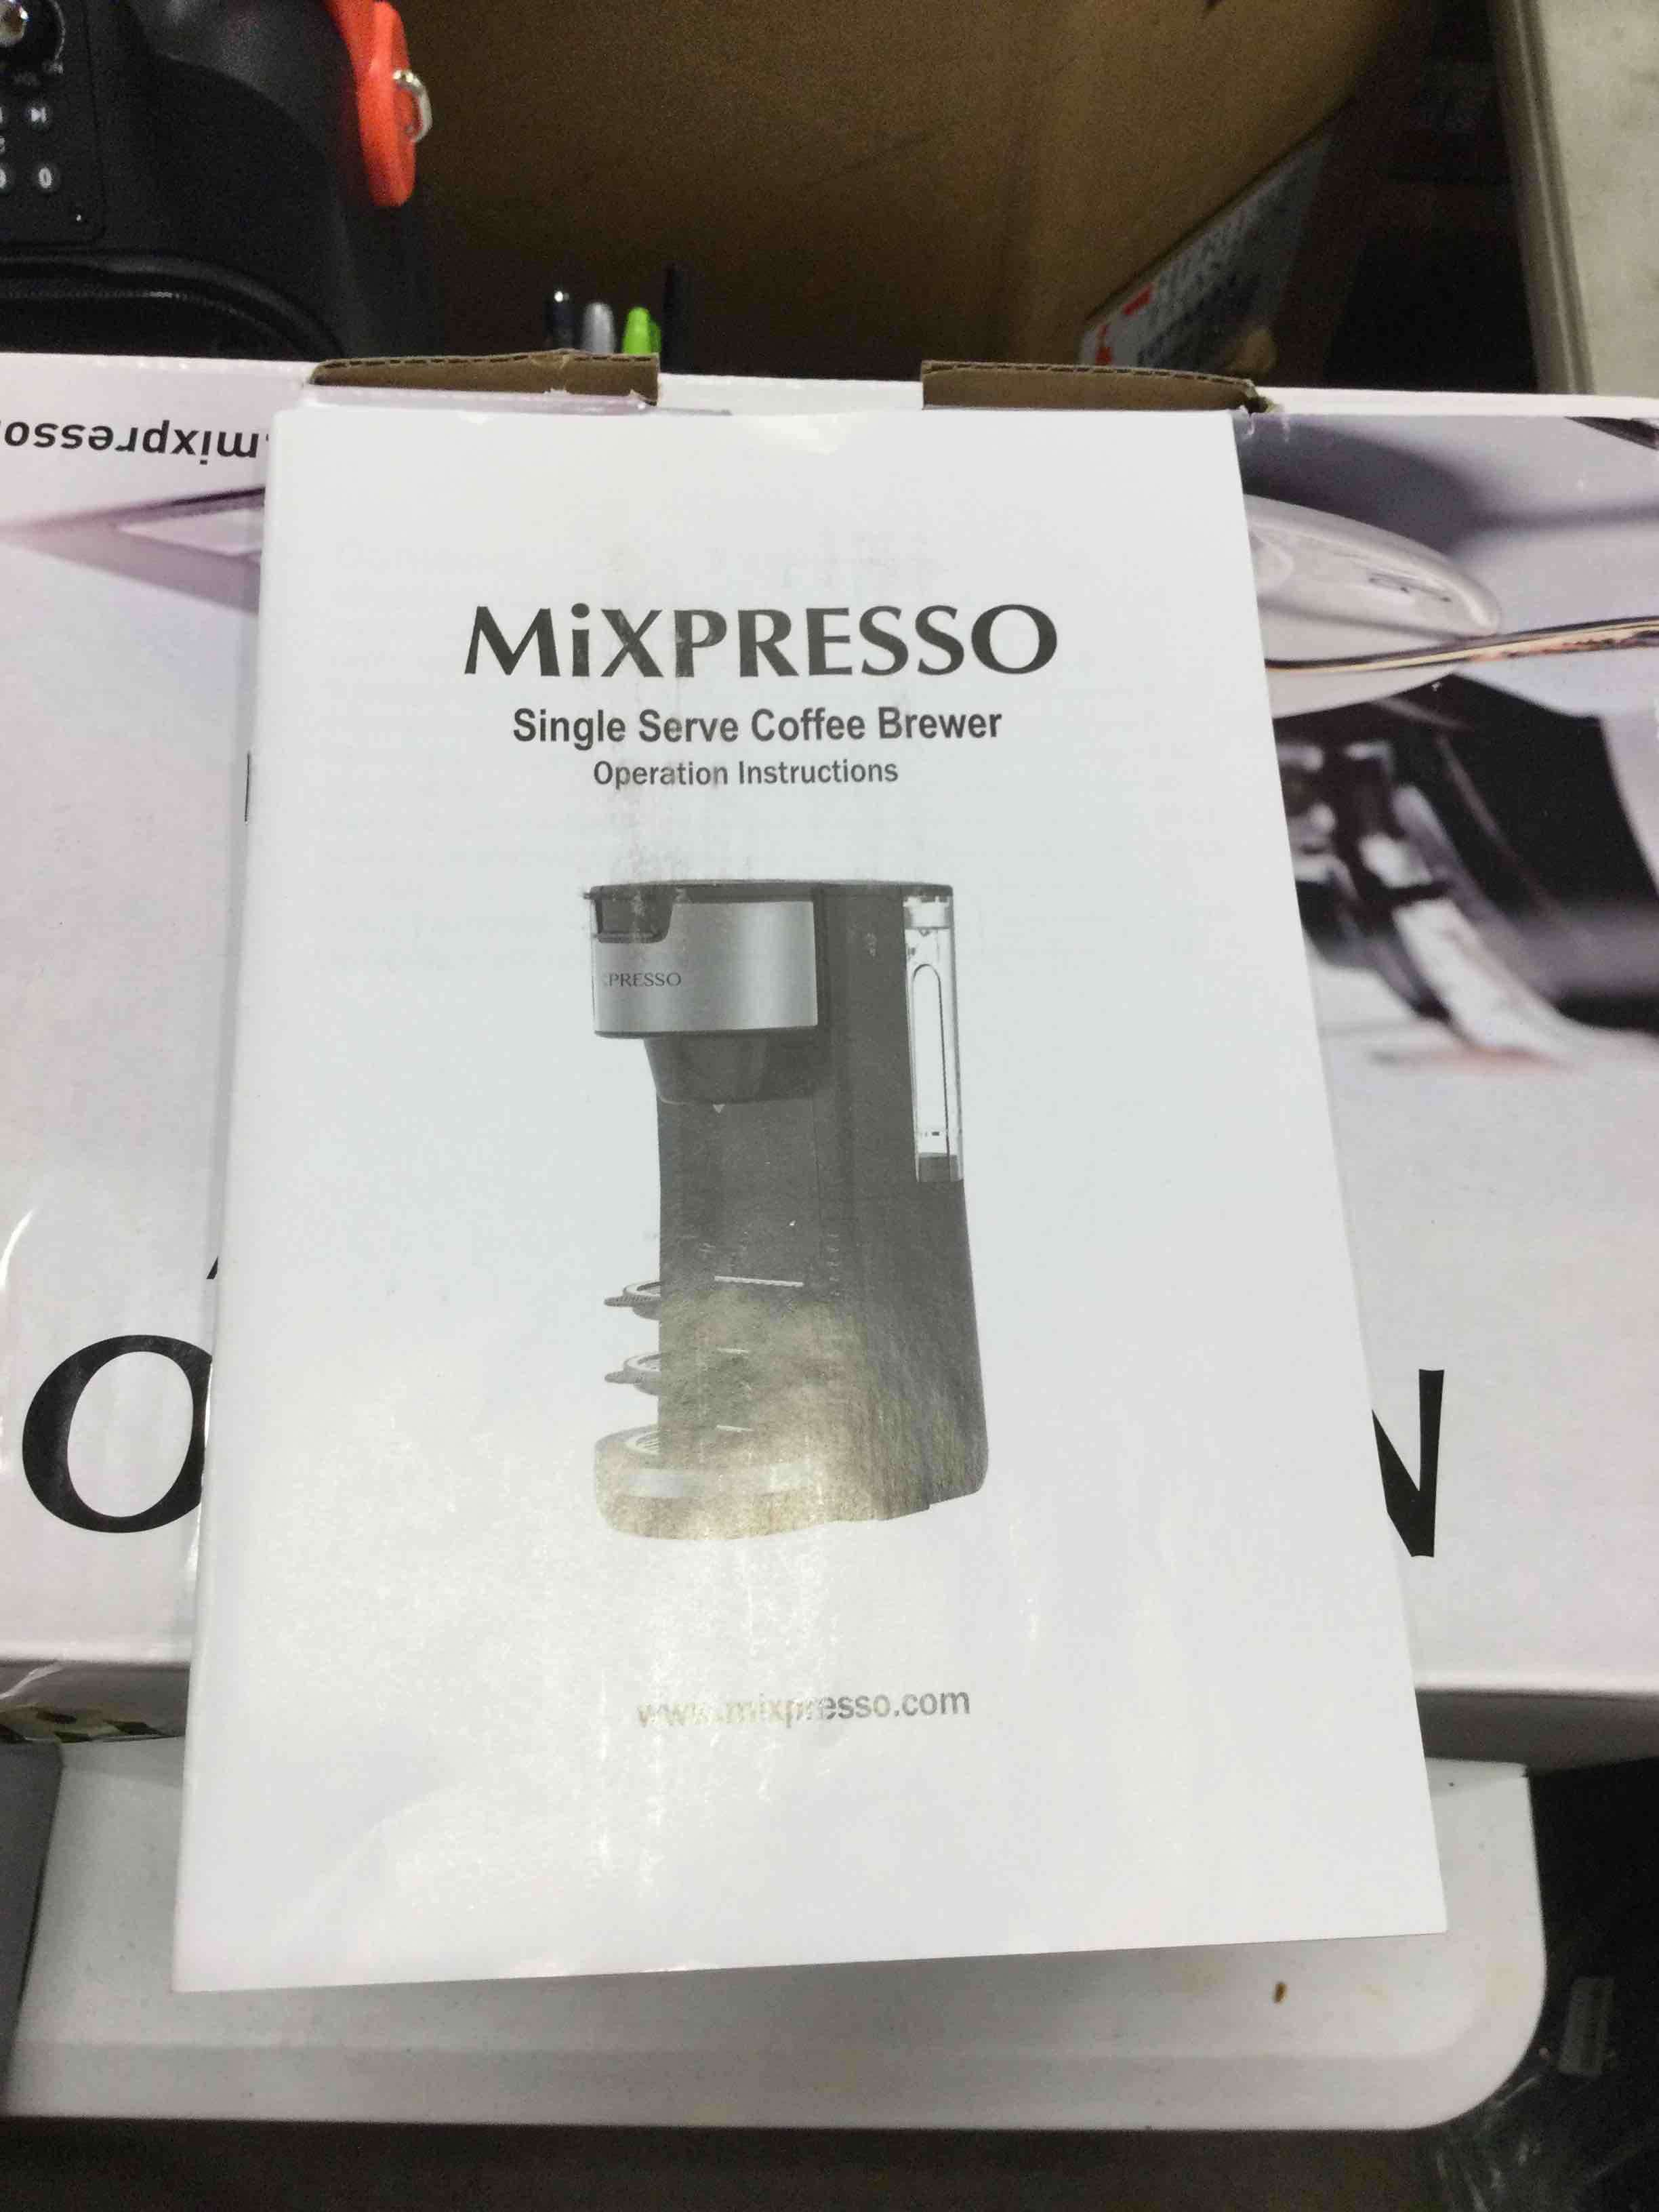 mixpresso
MiXPRESSO
Single Serve Coffee Brewer
Operation Instructions
XPRESSO
O
N
www.mixpresso.com